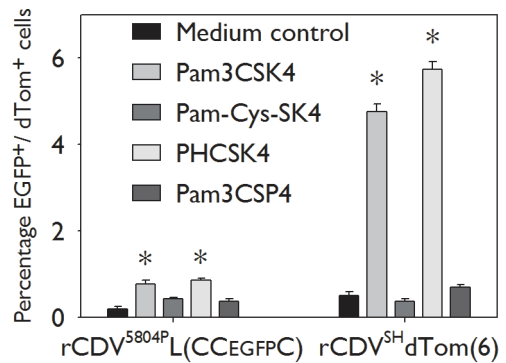 Percentage EGFP⁺/ dTom⁺ cells
6
4
2
0
Medium control
Pam3CSK4
Pam-Cys-SK4
PHCSK4
Pam3CSP4
* *
* *
rCDV⁵⁸⁰⁴ᴾL(CCEGFPC) rCDVˢᴴdTom(6)